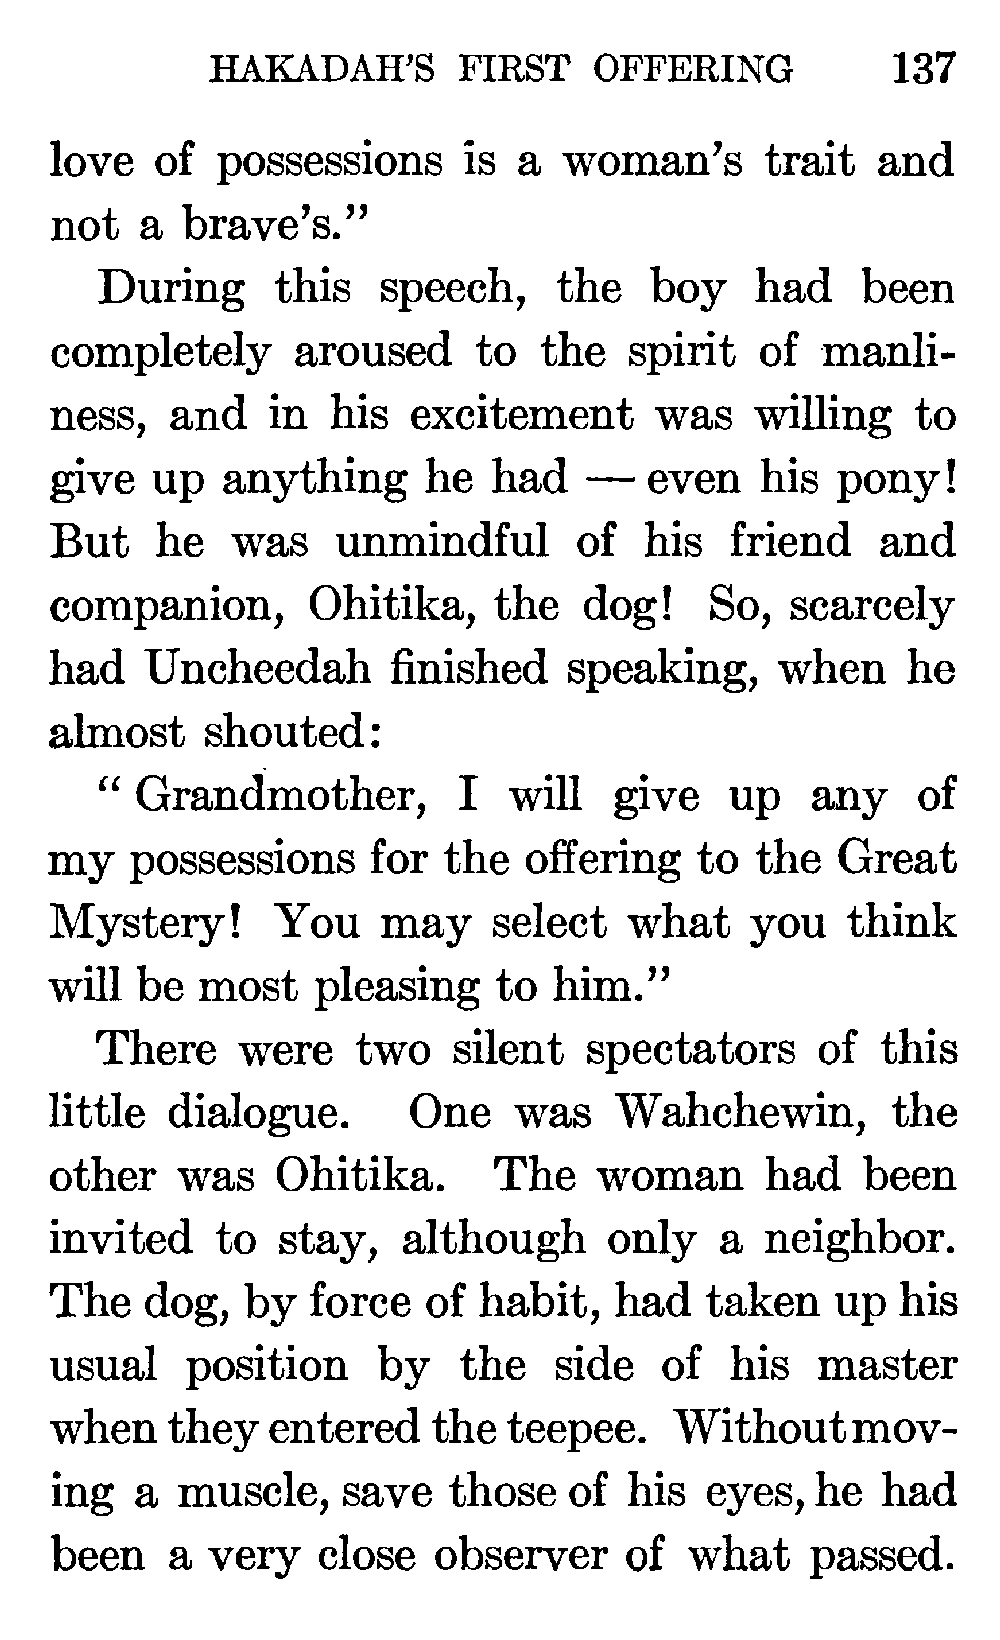 HAKADAH'S FIRST OFFERING 137
love of possessions is a woman's trait and
not a brave's."
During this speech, the boy had been
completely aroused to the spirit of manli-
ness, and in his excitement was willing to
give up anything he had — even his pony!
But he was unmindful of his friend and
companion, Ohitika, the dog! So, scarcely
had Uncheedah finished speaking, when he
almost shouted:
"Grandmother, I will give up any of
my possessions for the offering to the Great
Mystery! You may select what you think
will be most pleasing to him."
There were two silent spectators of this
little dialogue. One was Wahchewin, the
other was Ohitika. The woman had been
invited to stay, although only a neighbor.
The dog, by force of habit, had taken up his
usual position by the side of his master
when they entered the teepee. Without mov-
ing a muscle, save those of his eyes, he had
been a very close observer of what passed.